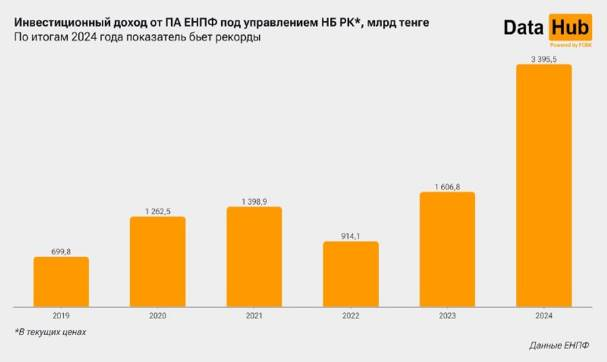 Инвестиционный доход от ПА ЕНПФ под управлением НБ РК*, млрд тенге
По итогам 2024 года показатель бьет рекорды
Data Hub
Powered by FCBK
3 395,5
1 606,8
1 398,9
1 262,5
914,1
699,8
2019 2020 2021 2022 2023 2024
*В текущих ценах
Данные ЕНПФ